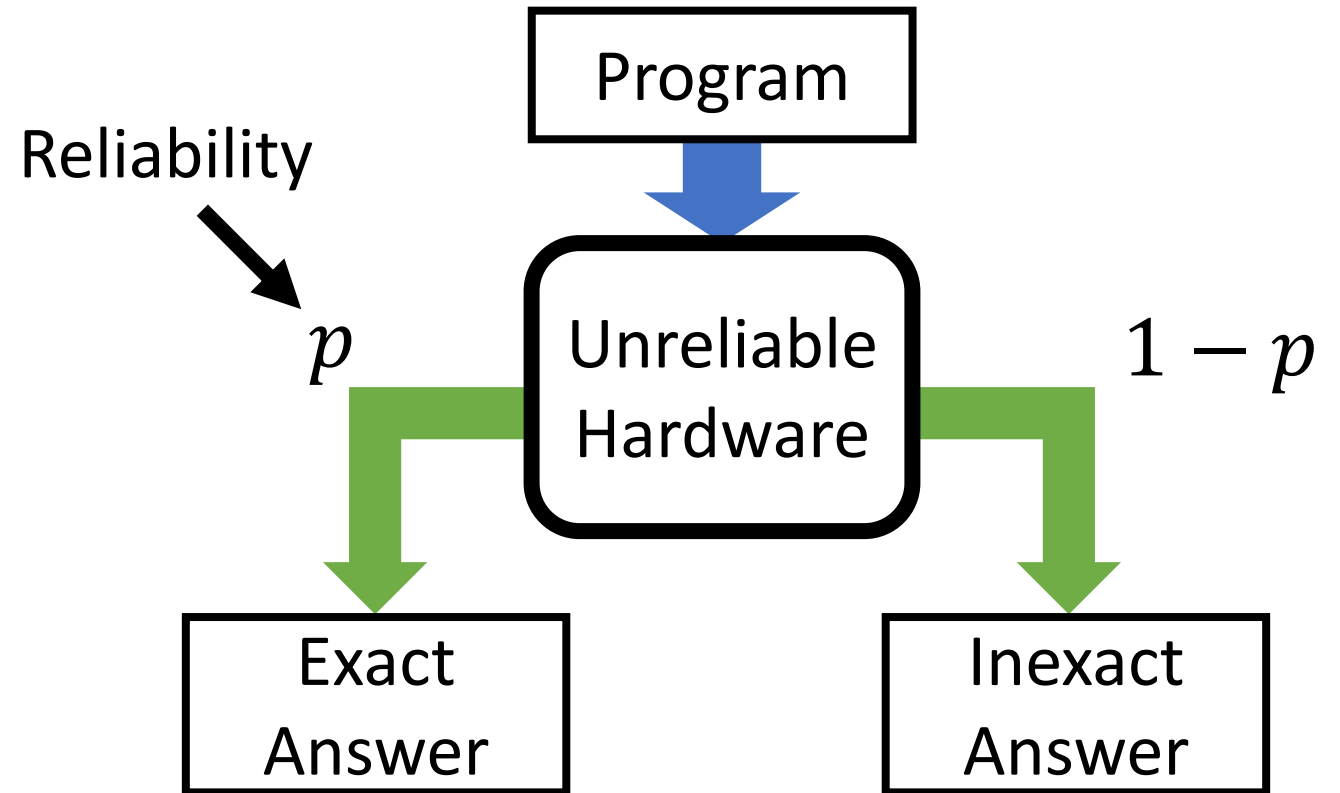 Program
Reliability
p
Unreliable
Hardware
1 − p
Exact
Answer
Inexact
Answer